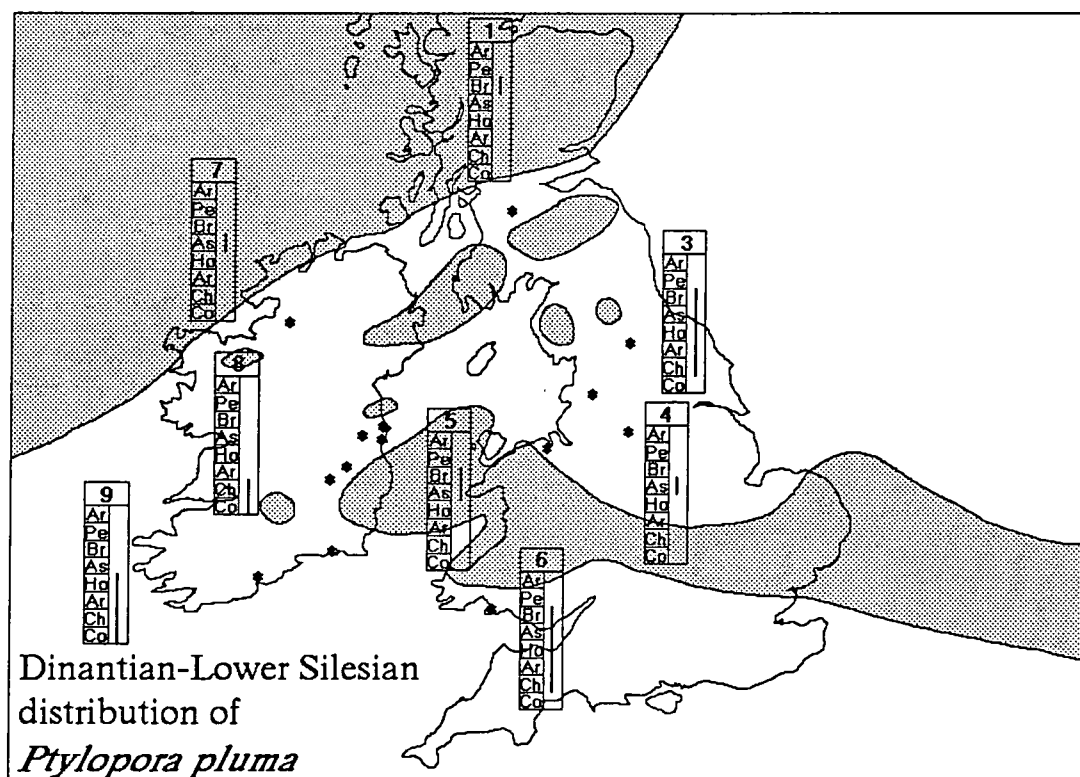 1
Ar
Pe
Br
As
Ho
Ar
Ch
Co
7
Ar
Pe
Br
As
Ho
Ar
Ch
Co
3
Ar
Pe
Br
As
Ho
Ar
Ch
Co
8
Ar
Pe
Br
As
Ho
Ar
Ch
Co
5
Ar
Pe
Br
As
Ho
Ar
Ch
Co
4
Ar
Pe
Br
As
Ho
Ar
Ch
Co
9
Ar
Pe
Br
As
Ho
Ar
Ch
Co
6
Ar
Pe
Br
As
Ho
Ar
Ch
Co
Dinantian-Lower Silesian
distribution of
Ptylopora pluma